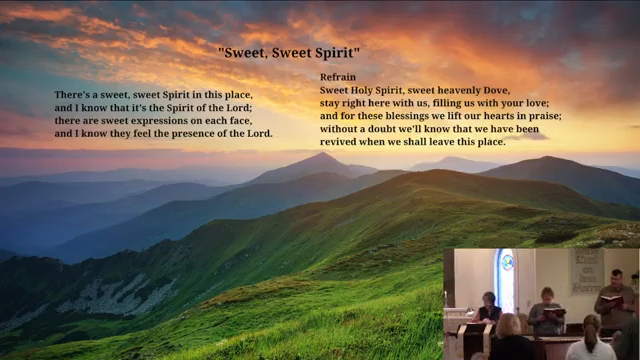 "Sweet, Sweet Spirit"
There's a sweet, sweet Spirit in this place,
and I know that it's the Spirit of the Lord;
there are sweet expressions on each face,
and I know they feel the presence of the Lord.
Refrain
Sweet Holy Spirit, sweet heavenly Dove,
stay right here with us, filling us with your love;
and for these blessings we lift our hearts in praise;
without a doubt we'll know that we have been
revived when we shall leave this place.